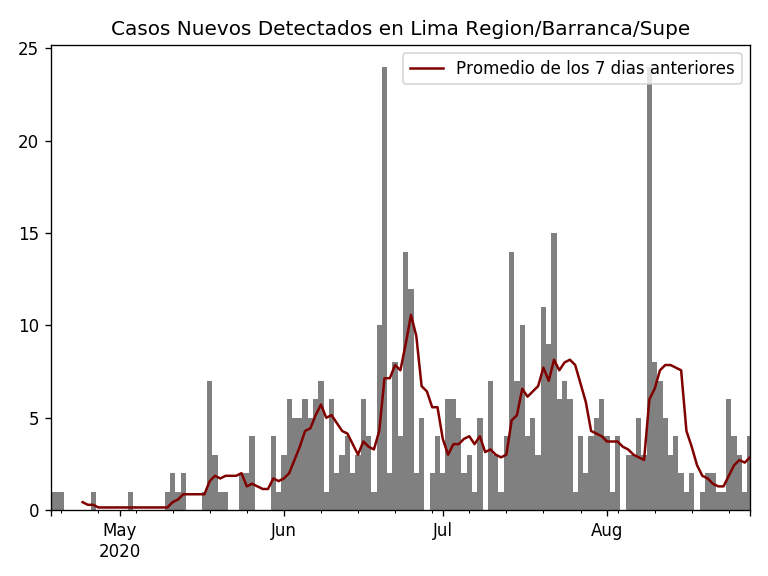 Casos Nuevos Detectados en Lima Region/Barranca/Supe
Promedio de los 7 dias anteriores
25
20
15
10
5
0
May
2020
Jun
Jul
Aug